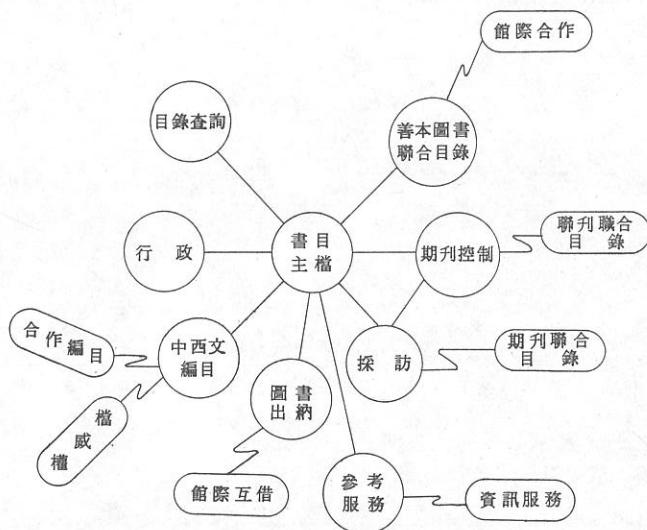 館際合作
目錄查詢
善本圖書
聯合目錄
聯刊職合
目錄
行政
書目
主檔
期刊控制
合作編目
中西文
編目
採訪
期刊聯合
目錄
圖書
出納
權威檔
館際互借
參考
服務
資訊服務